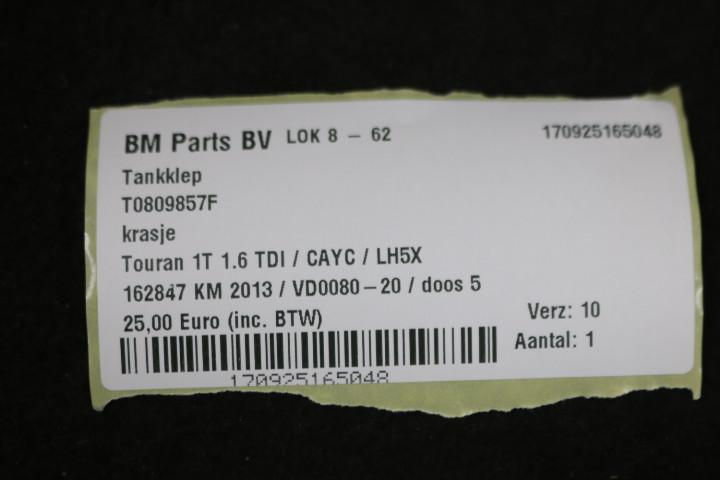 BM Parts BV LOK 8 - 62 170925165048
Tankklep
T0809857F
krasje
Touran 1T 1.6 TDI / CAYC / LH5X
162847 KM 2013 / VD0080-20 / doos 5
25,00 Euro (inc. BTW) Verz: 10
Aantal: 1
170925165048